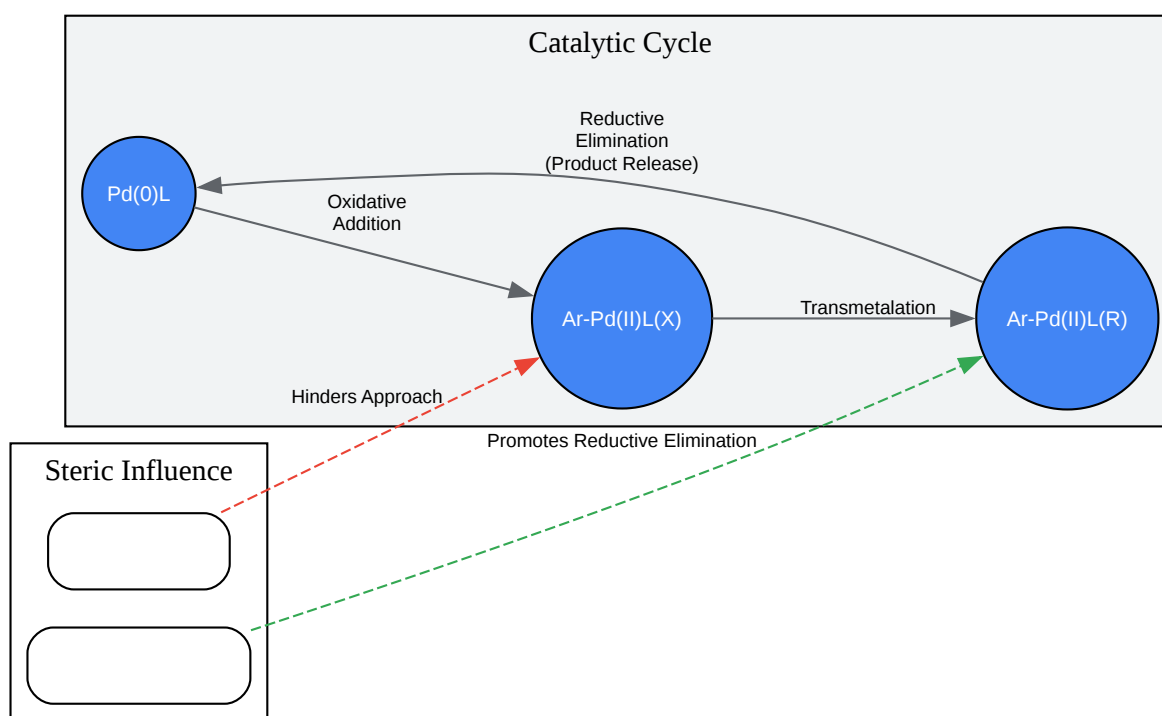 Catalytic Cycle
Reductive
Elimination
(Product Release)
Pd(0)L
Oxidative
Addition
Ar-Pd(II)L(X)
Transmetalation
Ar-Pd(II)L(R)
Hinders Approach
Promotes Reductive Elimination
Steric Influence